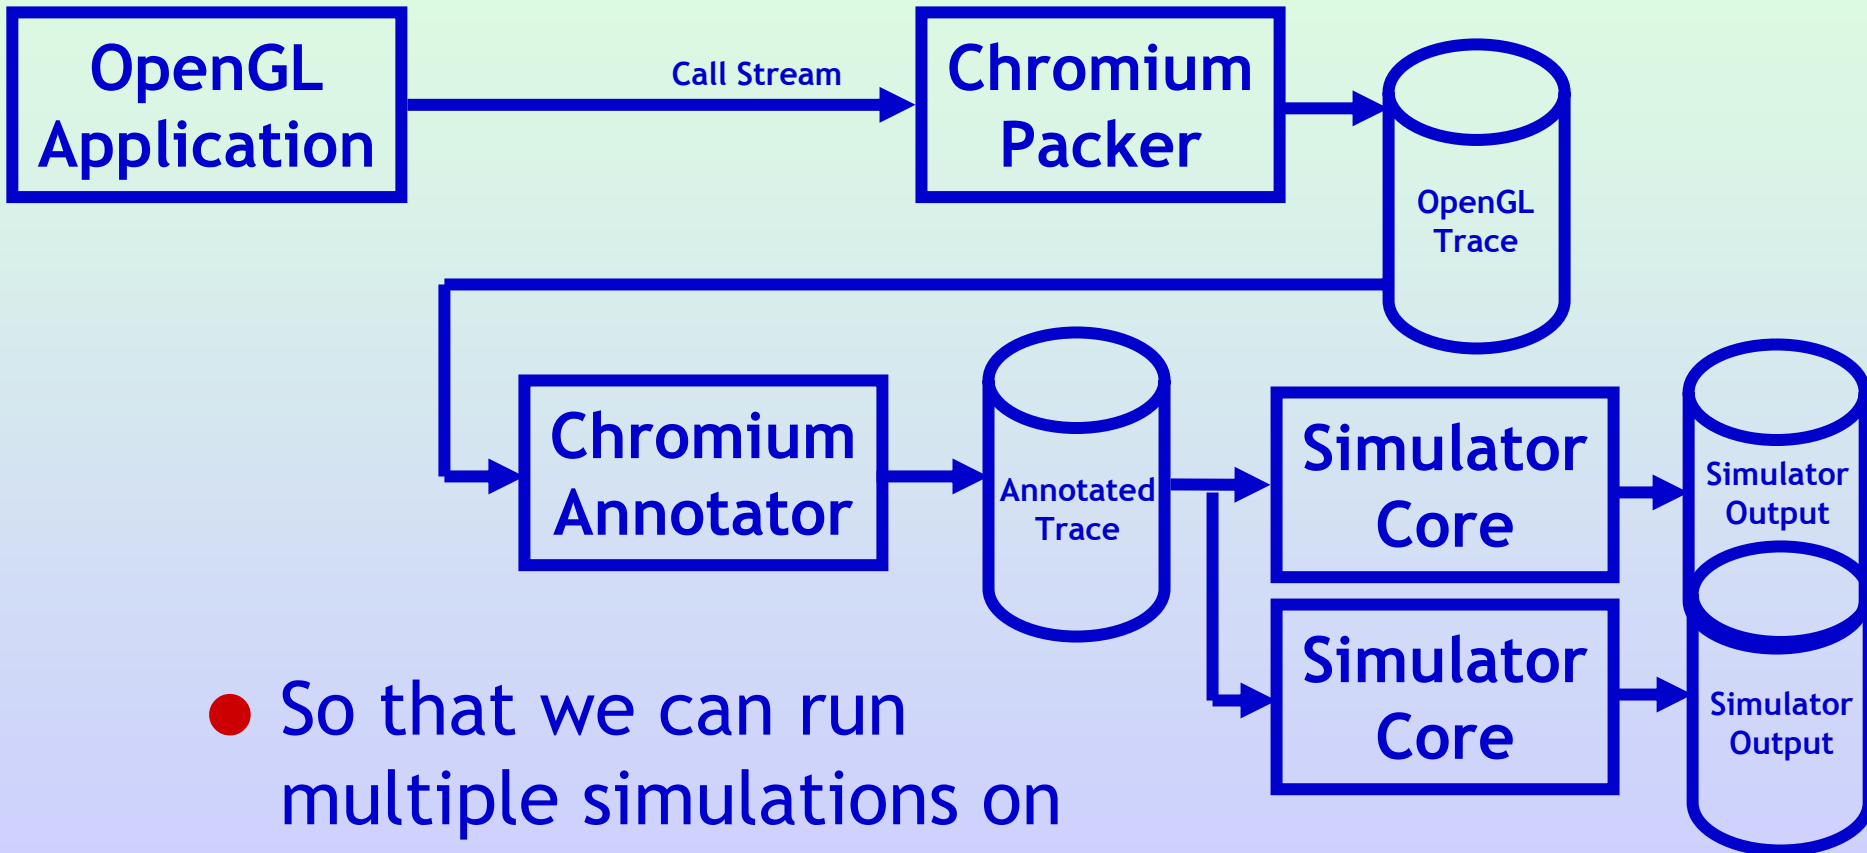 OpenGL
Application
Call Stream
Chromium
Packer
OpenGL
Trace
Chromium
Annotator
Annotated
Trace
Simulator
Core
Simulator
Output
Simulator
Core
Simulator
Output
● So that we can run
multiple simulations on